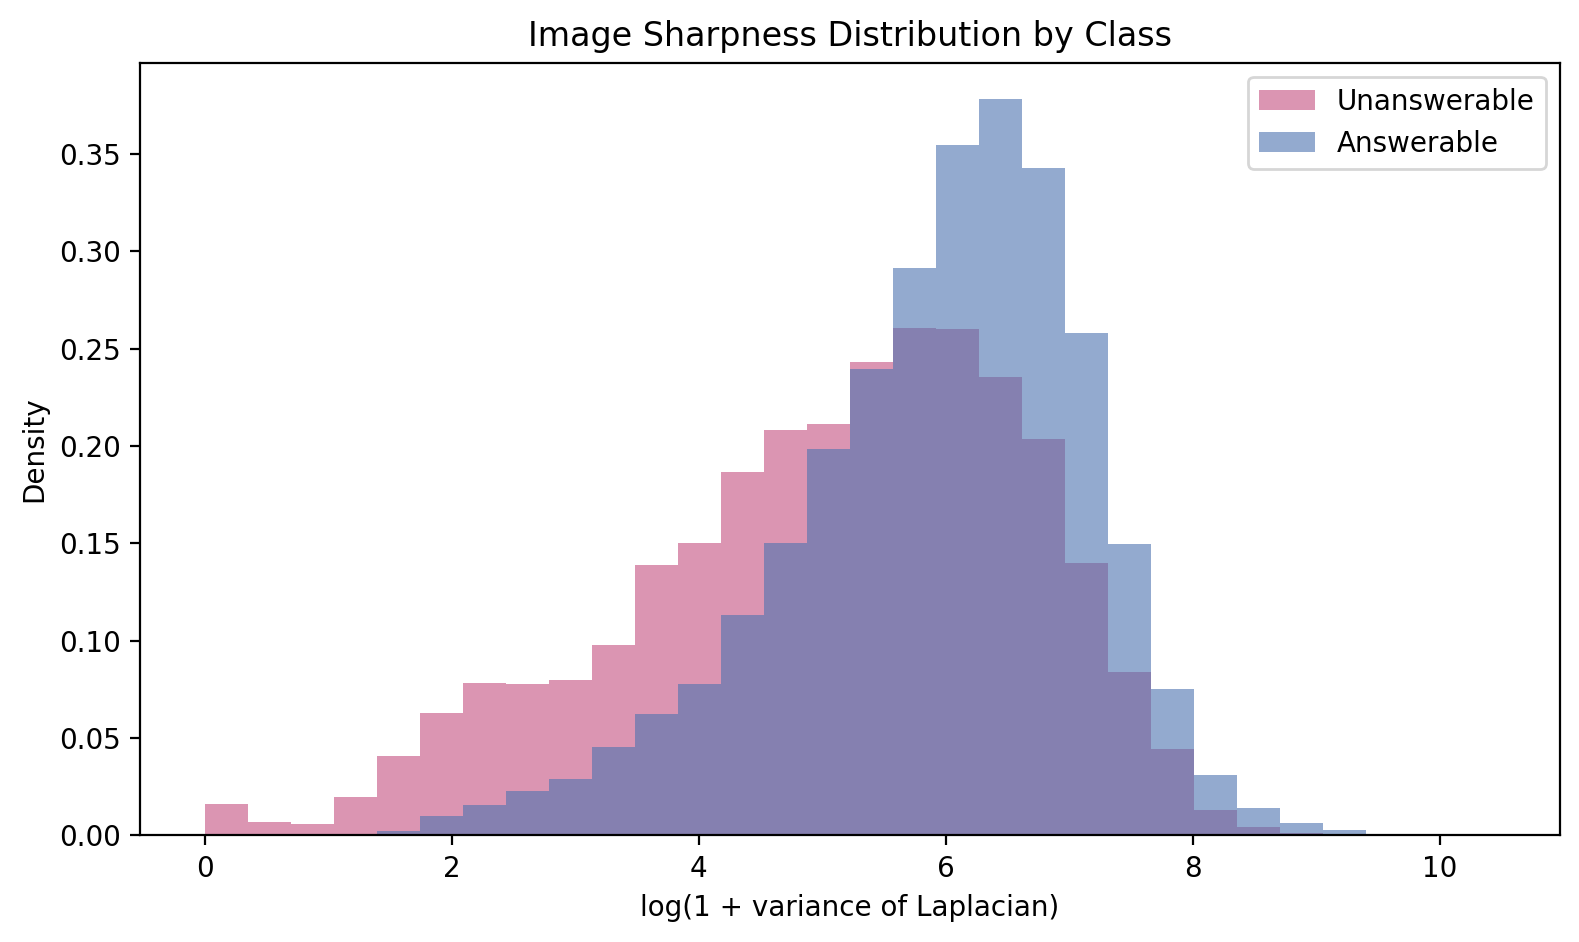 Image Sharpness Distribution by Class
Unanswerable
Answerable
Density
0.35
0.30
0.25
0.20
0.15
0.10
0.05
0.00
0 2 4 6 8 10
log(1 + variance of Laplacian)